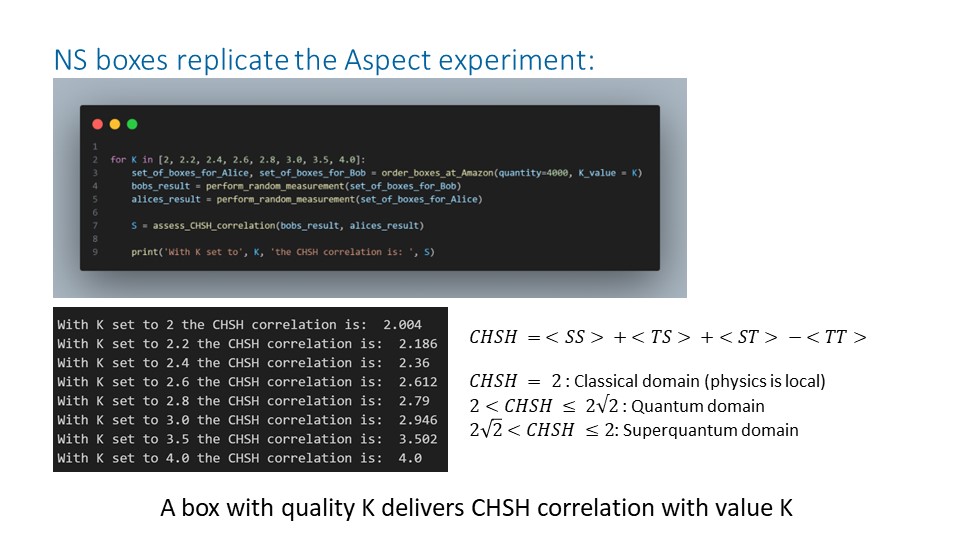 NS boxes replicate the Aspect experiment:
1
2 for K in [2, 2.2, 2.4, 2.6, 2.8, 3.0, 3.5, 4.0]:
3 set_of_boxes_for_Alice, set_of_boxes_for_Bob = order_boxes_at_Amazon(quantity=4000, K_value = K)
4 bobs_result = perform_random_measurement(set_of_boxes_for_Bob)
5 alices_result = perform_random_measurement(set_of_boxes_for_Alice)
6
7 S = assess_CHSH_correlation(bobs_result, alices_result)
8
9 print('With K set to', K, 'the CHSH correlation is: ', S)
With K set to 2 the CHSH correlation is: 2.004
With K set to 2.2 the CHSH correlation is: 2.186
With K set to 2.4 the CHSH correlation is: 2.36
With K set to 2.6 the CHSH correlation is: 2.612
With K set to 2.8 the CHSH correlation is: 2.79
With K set to 3.0 the CHSH correlation is: 2.946
With K set to 3.5 the CHSH correlation is: 3.502
With K set to 4.0 the CHSH correlation is: 4.0
CHSH =< SS > +< TS > +< ST > −< TT >
CHSH = 2 : Classical domain (physics is local)
2 < CHSH ≤ 2√2 : Quantum domain
2√2 < CHSH ≤ 2: Superquantum domain
A box with quality K delivers CHSH correlation with value K